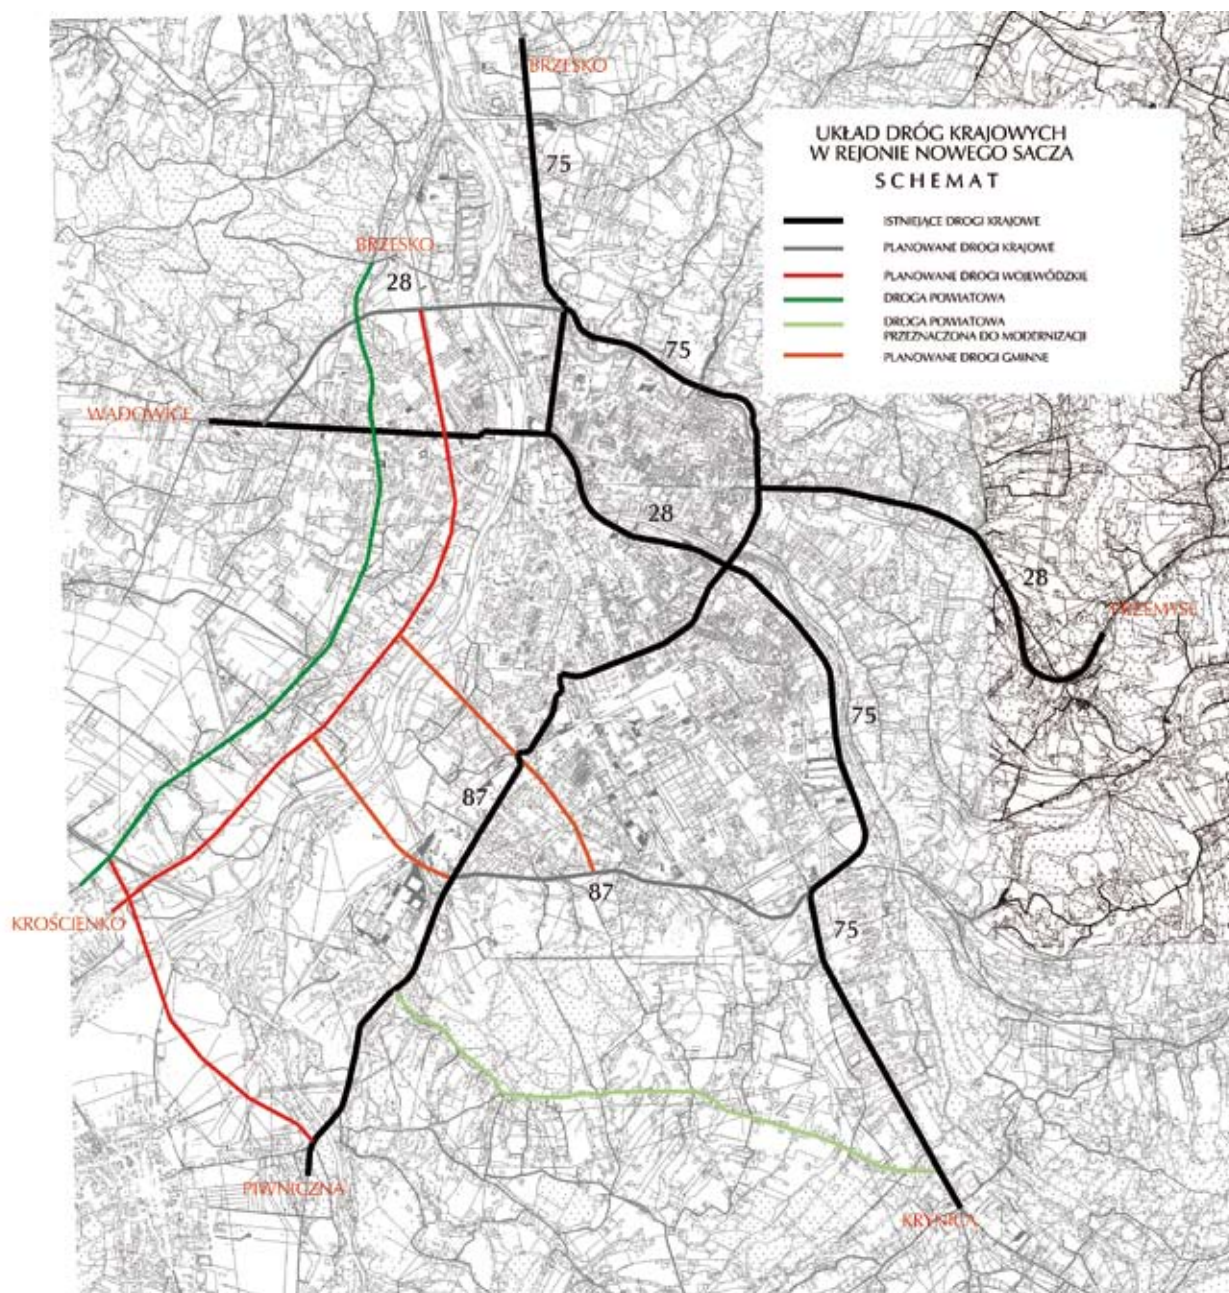 BRZESKO
75
UKŁAD DRÓG KRAJOWYCH
W REJONIE NOWEGO SACZA
SCHEMAT
ISTNIEJĄCE DROGI KRAJOWE
PLANOWANE DROGI KRAJOWE
PLANOWANE DROGI WOJEWÓDZKIE
DROGA POWIATOWA
DROGA POWIATOWA
PRZEZNACZONA DO MODERNIZACJI
PLANOWANE DROGI GMINNE
BRZESKO
28
75
WADOWICE
28
28
PRZEMYSL
75
87
87
75
KROŚCIENKO
PIWNICZNA
KRYNICA